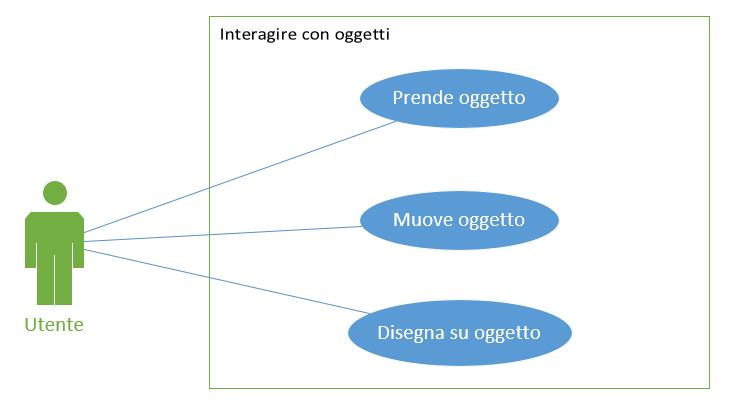 Interagire con oggetti
Prende oggetto
Muove oggetto
Disegna su oggetto
Utente